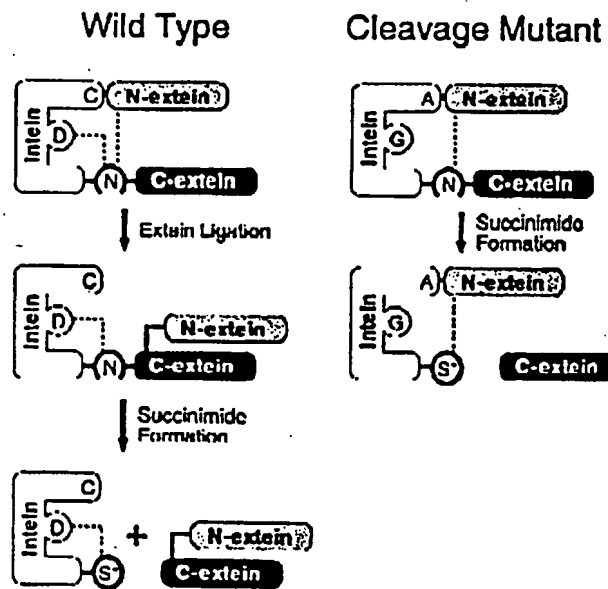 Wild Type
Cleavage Mutant
C
N-extein
Intein
D
N
C-extein
A
N-extein
Intein
G
N
C-extein
Extein Ligation
Succinimide
Formation
C
Intein
D
N-extein
N
C-extein
A
N-extein
Intein
G
S*
C-extein
Succinimide
Formation
C
Intein
D
+
N-extein
S*
C-extein